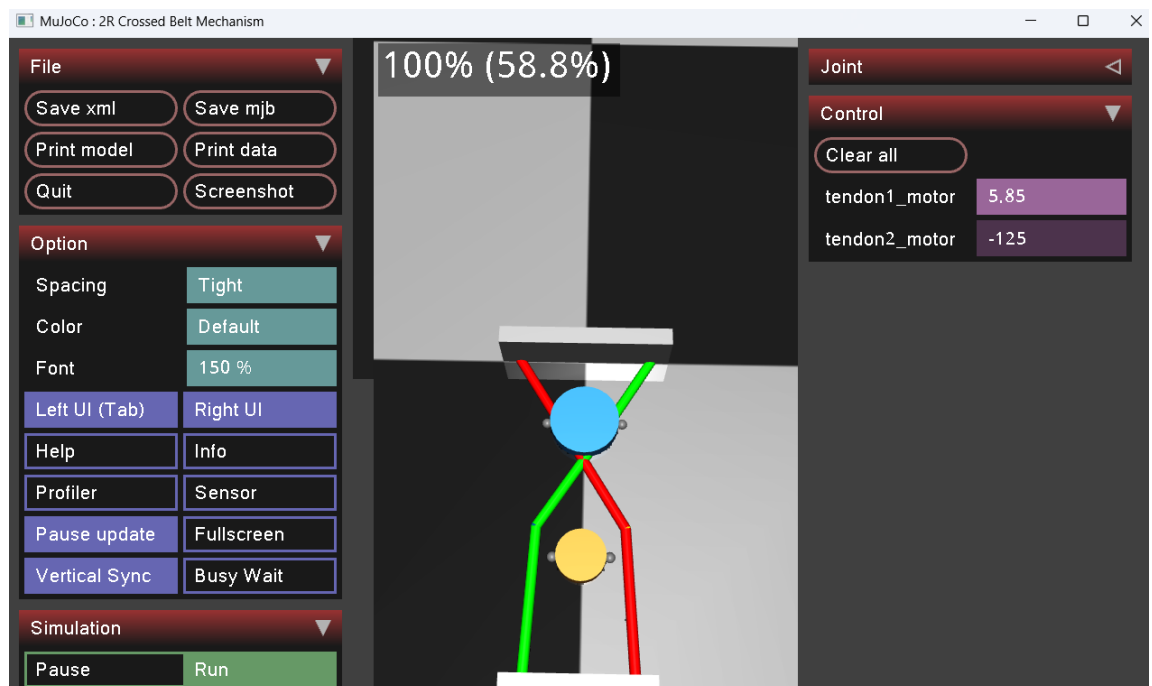 MuJoCo : 2R Crossed Belt Mechanism
File
Save xml Save mjb
Print model Print data
Quit Screenshot
Option
Spacing Tight
Color Default
Font 150 %
Left UI (Tab) Right UI
Help Info
Profiler Sensor
Pause update Fullscreen
Vertical Sync Busy Wait
Simulation
Pause Run
100% (58.8%)
Joint
Control
Clear all
tendon1_motor 5.85
tendon2_motor -125